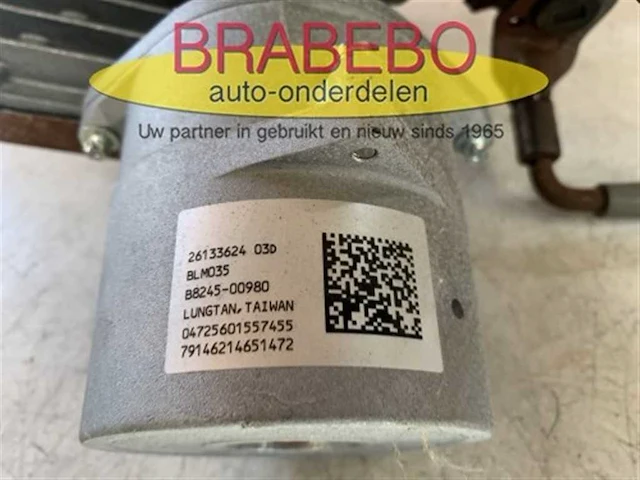 BRABEBO
auto-onderdelen
Uw partner in gebruikt en nieuw sinds 1965
26133624 03D
BLM035
B8245-00980
LUNGTAN, TAIWAN
04725601557455
79146214651472